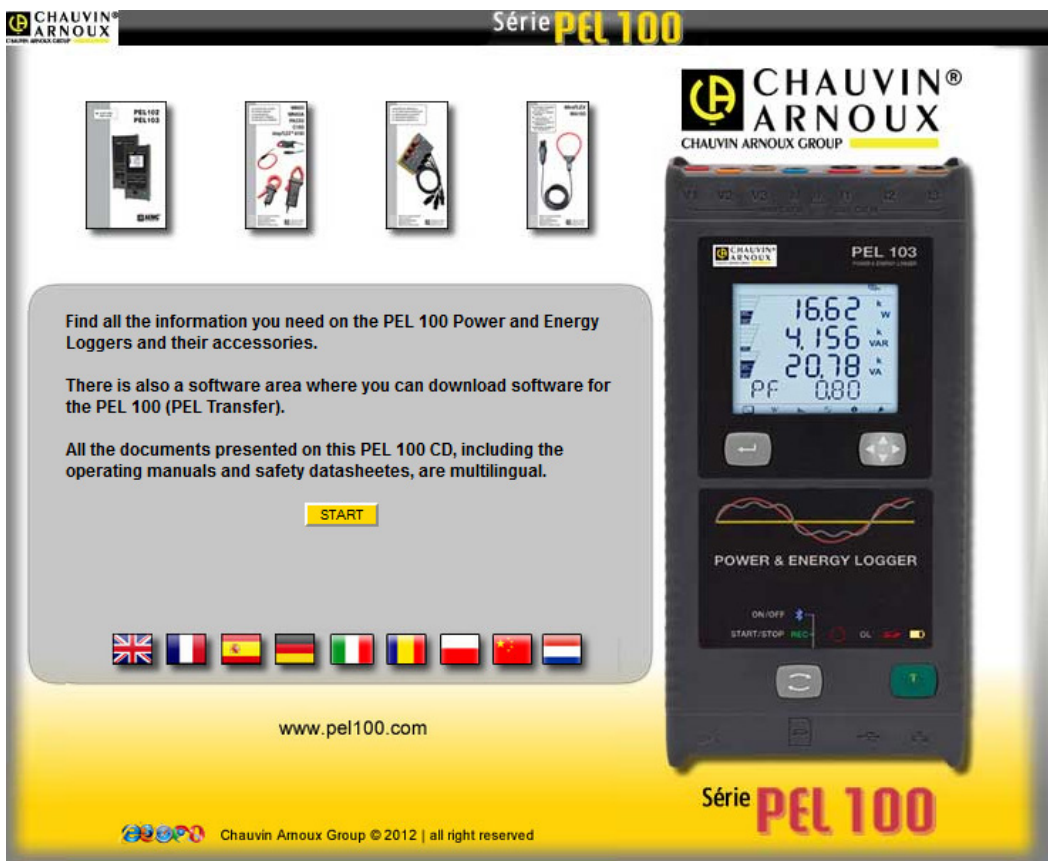 CHAUVIN®
ARNOUX
CHAUVIN ARNOUX GROUP
Série PEL 100
PEL102
PEL103
MiniFLEX
MA193
CHAUVIN®
ARNOUX
CHAUVIN ARNOUX GROUP
V1 V2 V3 N I1 I2 I3
CHAUVIN®
ARNOUX
PEL 103
POWER & ENERGY LOGGER
16.62 k W
4.156 k VAR
20.78 k VA
PF 0.80
Find all the information you need on the PEL 100 Power and Energy
Loggers and their accessories.
There is also a software area where you can download software for
the PEL 100 (PEL Transfer).
All the documents presented on this PEL 100 CD, including the
operating manuals and safety datasheetes, are multilingual.
START
POWER & ENERGY LOGGER
ON/OFF
START/STOP REC OL
www.pel100.com
Série PEL 100
Chauvin Arnoux Group © 2012 | all right reserved